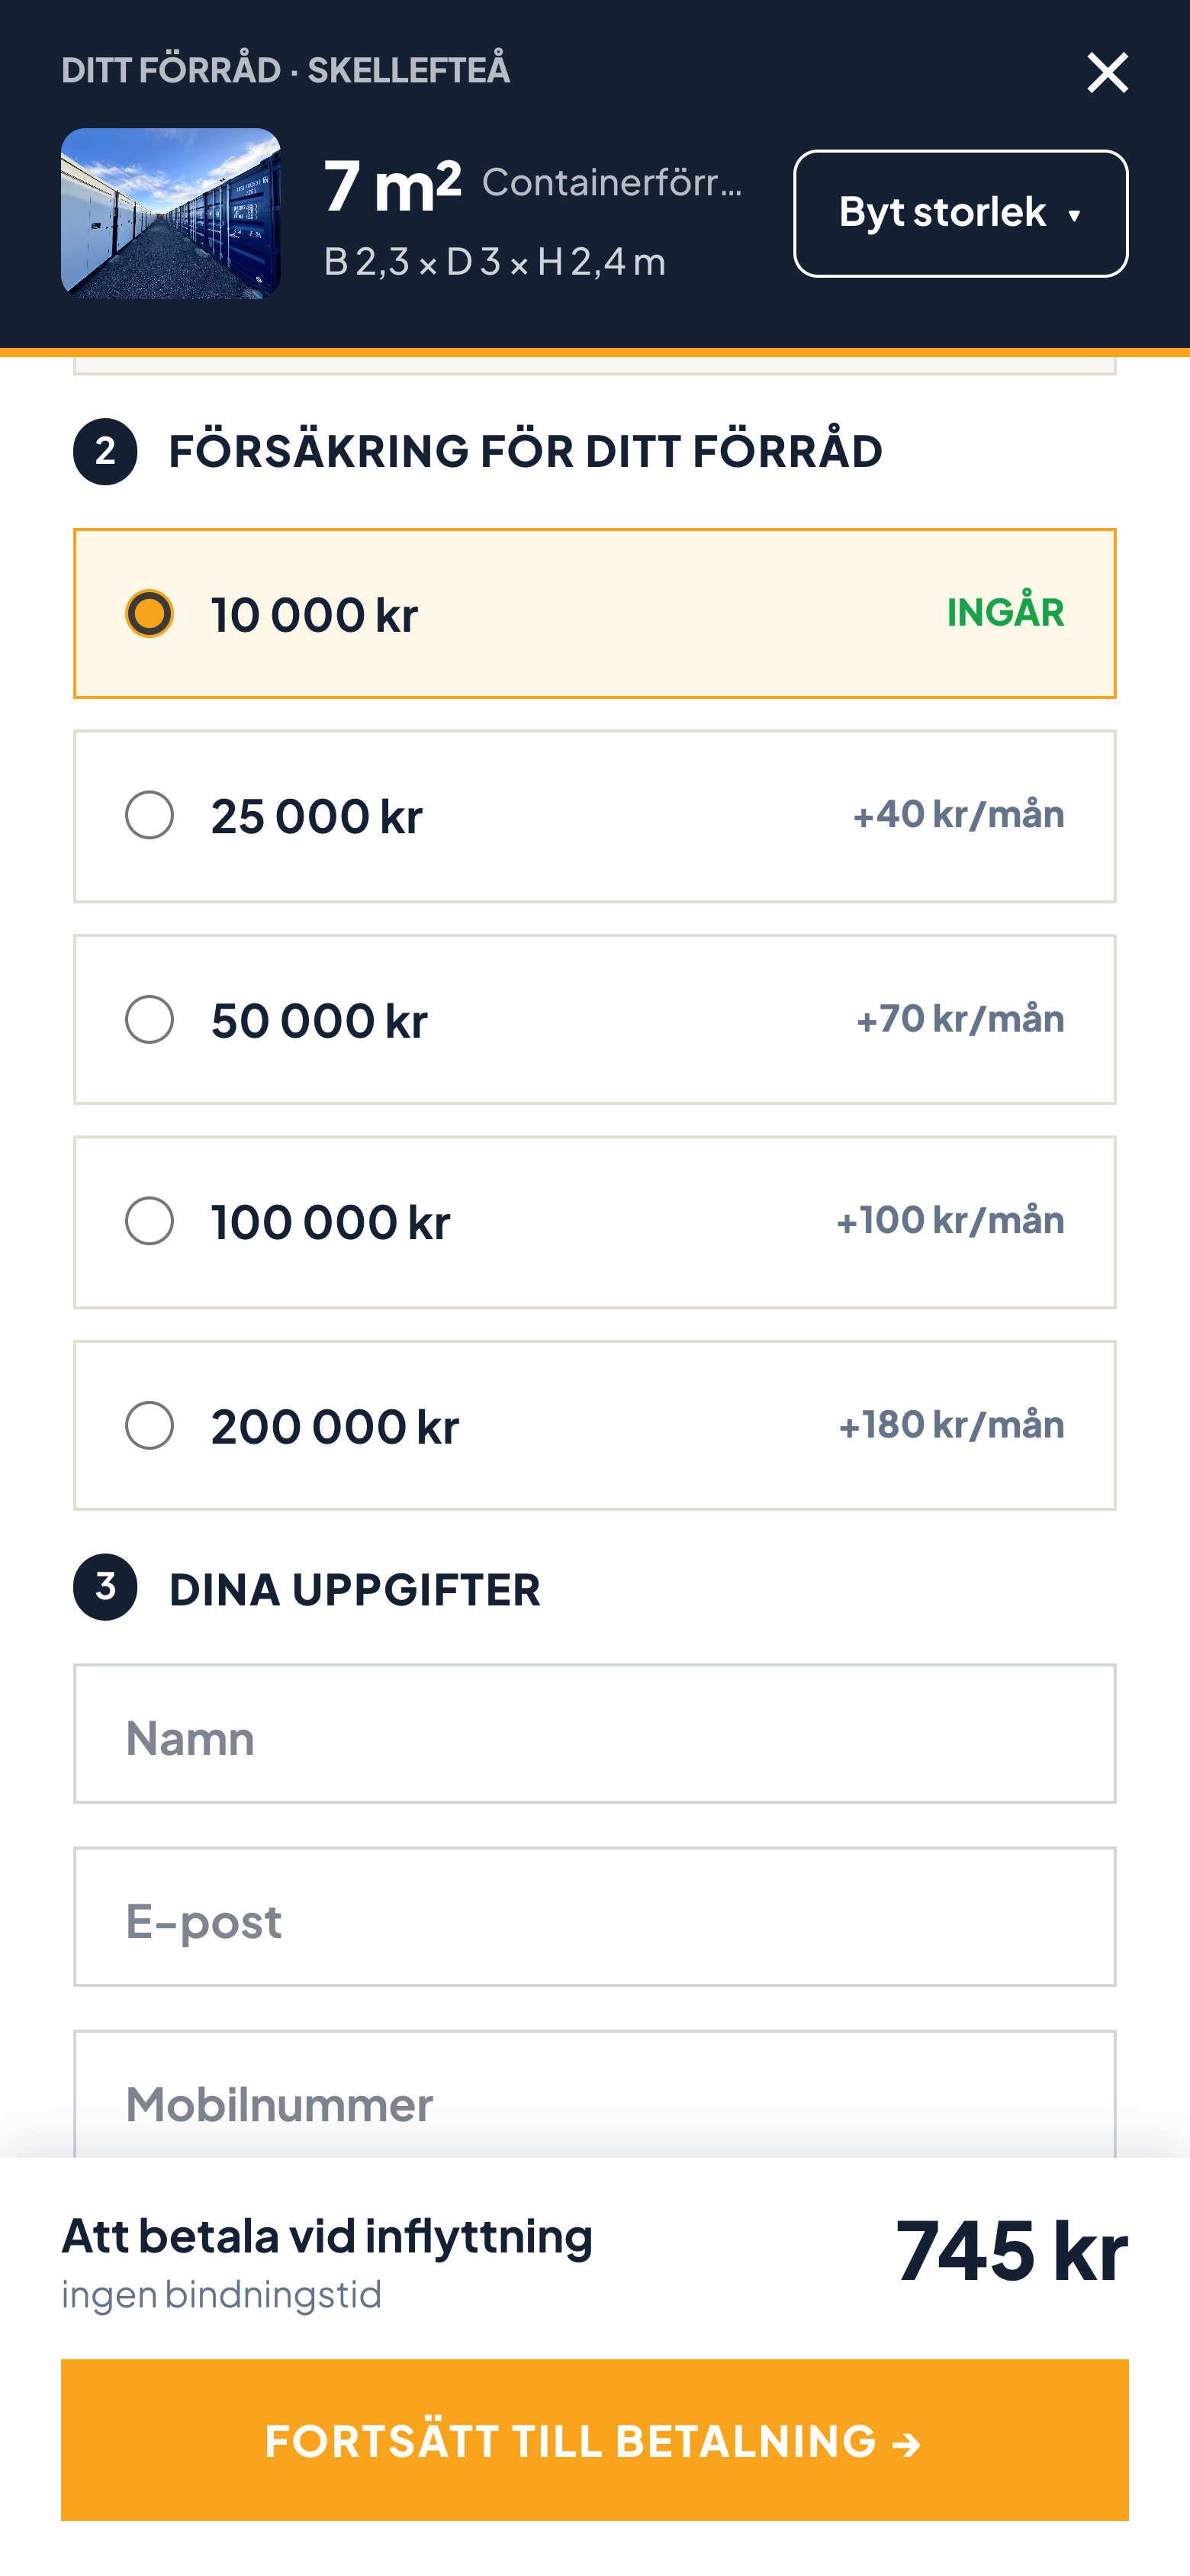 DITT FÖRRÅD · SKELLEFTEÅ
7 m² Containerförr...
B 2,3 × D 3 × H 2,4 m
Byt storlek ▾
2 FÖRSÄKRING FÖR DITT FÖRRÅD
10 000 kr INGÅR
25 000 kr +40 kr/mån
50 000 kr +70 kr/mån
100 000 kr +100 kr/mån
200 000 kr +180 kr/mån
3 DINA UPPGIFTER
Namn
E-post
Mobilnummer
Att betala vid inflyttning 745 kr
ingen bindningstid
FORTSÄTT TILL BETALNING →